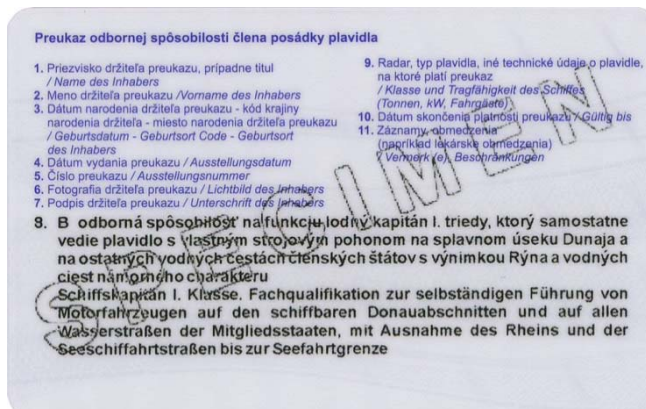 Preukaz odbornej spôsobilosti člena posádky plavidla
1. Priezvisko držiteľa preukazu, prípadne titul
/ Name des Inhabers
2. Meno držiteľa preukazu /Vorname des Inhabers
3. Dátum narodenia držiteľa preukazu - kód krajiny
narodenia držiteľa - miesto narodenia držiteľa preukazu
/ Geburtsdatum - Geburtsort Code - Geburtsort
des Inhabers
4. Dátum vydania preukazu / Ausstellungsdatum
5. Číslo preukazu / Ausstellungsnummer
6. Fotografia držiteľa preukazu / Lichtbild des Inhabers
7. Podpis držiteľa preukazu / Unterschrift des Inhabers
9. Radar, typ plavidla, iné technické údaje o plavidle,
na ktoré platí preukaz
/ Klasse und Tragfähigkeit des Schiffes
(Tonnen, kW, Fahrgäste)
10. Dátum skončenia platnosti preukazu / Gültig bis
11. Záznamy, obmedzenia
(napríklad lekárske obmedzenia)
/ Vermerk (e), Beschränkungen
8. B odborná spôsobilosť na funkciu lodný kapitán I. triedy, ktorý samostatne
vedie plavidlo s vlastným strojovým pohonom na splavnom úseku Dunaja a
na ostatných vodných cestách členských štátov s výnimkou Rýna a vodných
ciest námorného charakteru
Schiffskapitän I. Klasse. Fachqualifikation zur selbständigen Führung von
Motorfahrzeugen auf den schiffbaren Donauabschnitten und auf allen
Wasserstraßen der Mitgliedsstaaten, mit Ausnahme des Rheins und der
Seeschiffahrtstraßen bis zur Seefahrtgrenze
SPECIMEN